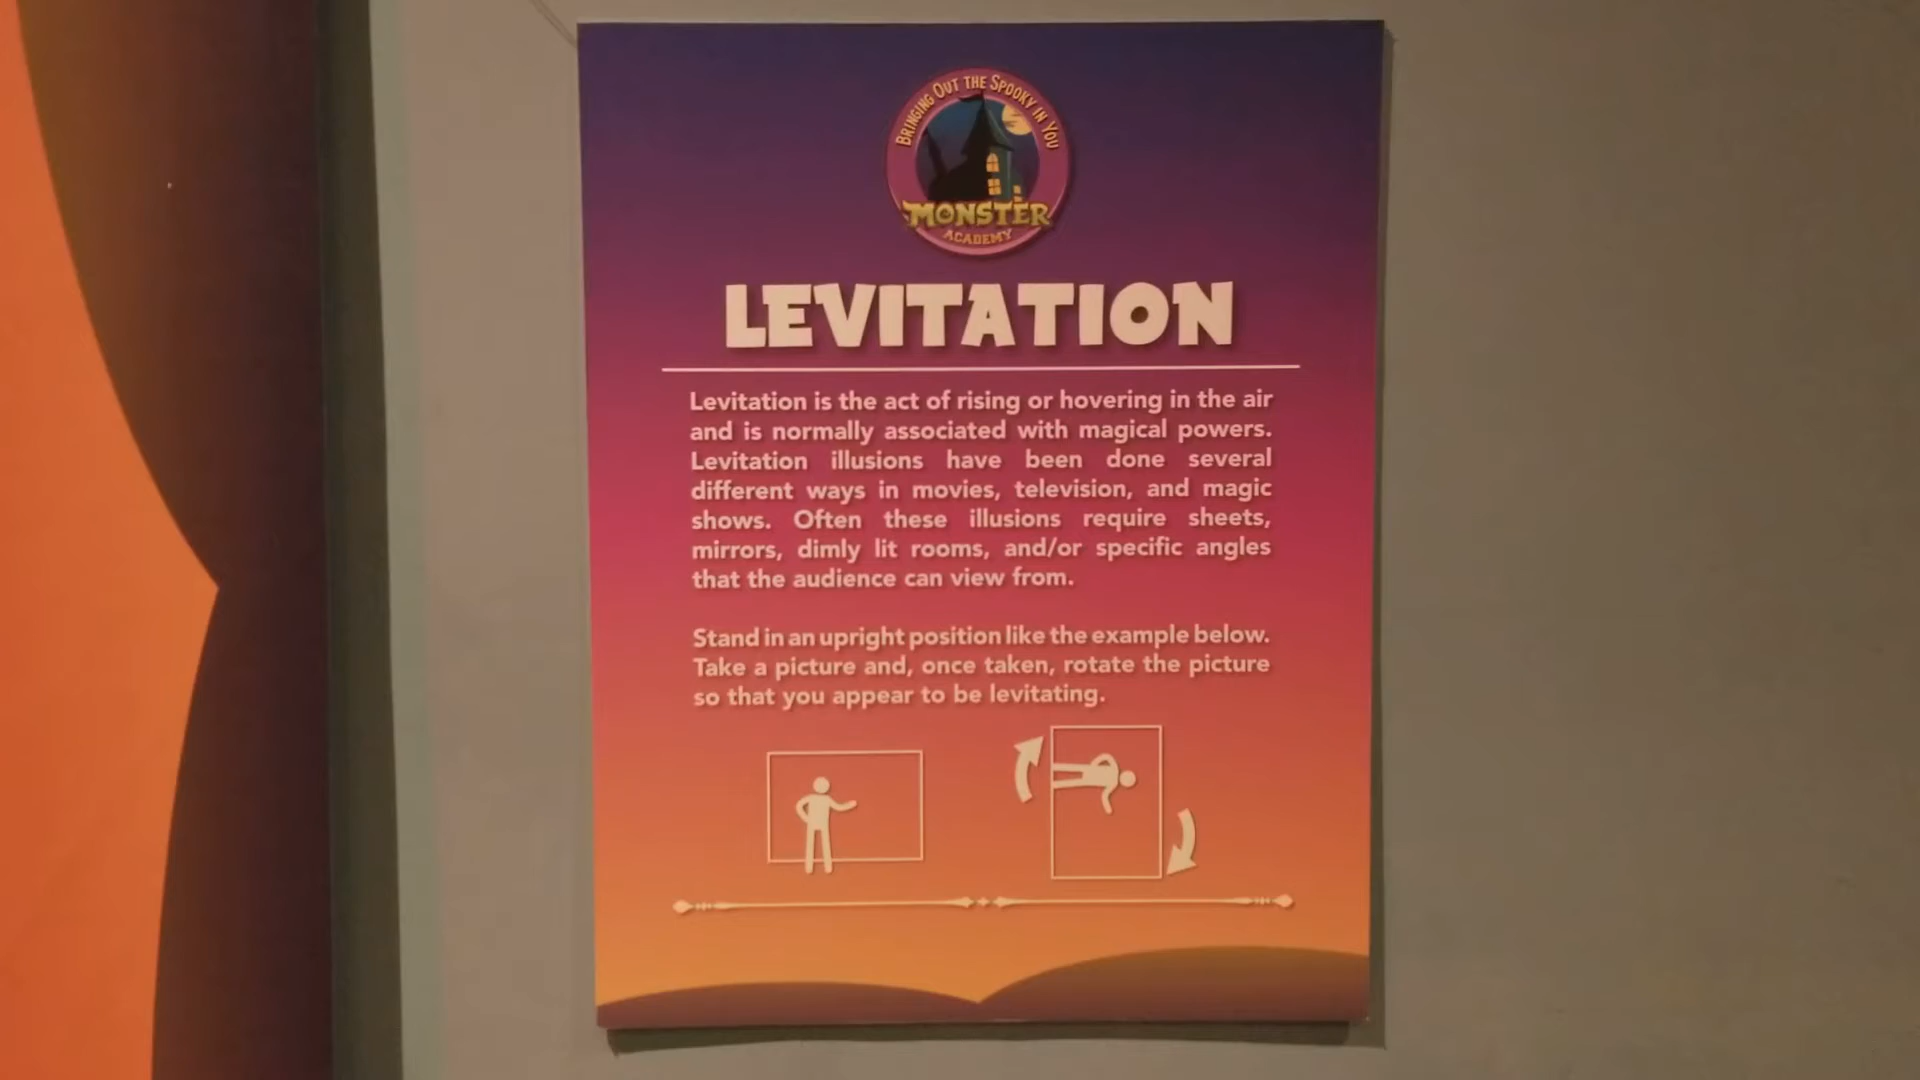 BRINGING OUT THE SPOOKY IN YOU
MONSTER
ACADEMY
LEVITATION
Levitation is the act of rising or hovering in the air
and is normally associated with magical powers.
Levitation illusions have been done several
different ways in movies, television, and magic
shows. Often these illusions require sheets,
mirrors, dimly lit rooms, and/or specific angles
that the audience can view from.
Stand in an upright position like the example below.
Take a picture and, once taken, rotate the picture
so that you appear to be levitating.